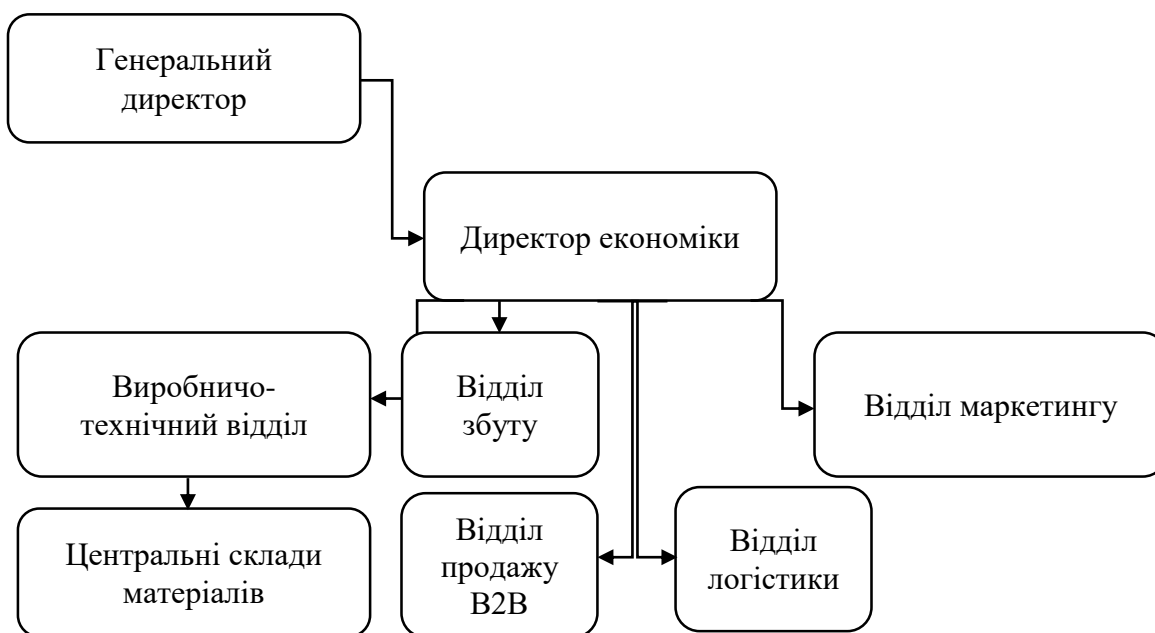 Генеральний
директор
Директор економіки
Виробничо-
технічний відділ
Відділ
збуту
Відділ маркетингу
Центральні склади
матеріалів
Відділ
продажу
B2B
Відділ
логістики